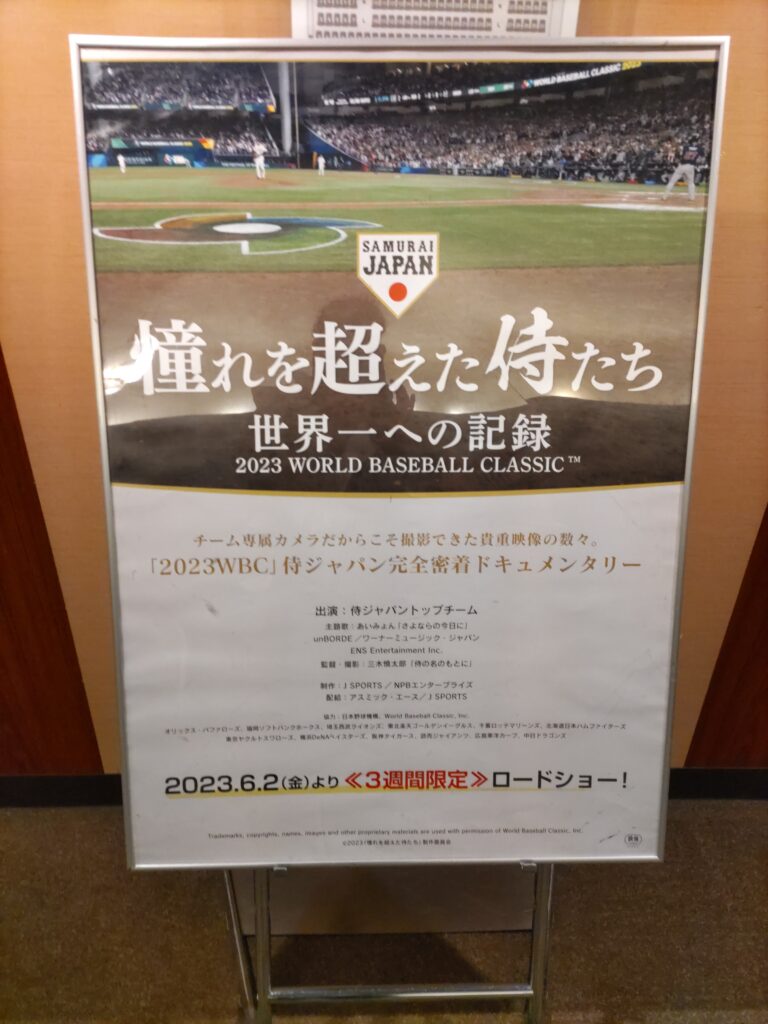 WORLD BASEBALL CLASSIC 2023
SAMURAI
JAPAN
憧れを超えた侍たち
世界一への記録
2023 WORLD BASEBALL CLASSIC™
チーム専属カメラだからこそ撮影できた貴重映像の数々。
「2023WBC」侍ジャパン完全密着ドキュメンタリー
出演：侍ジャパントップチーム
主題歌：あいみょん「さよならの今日に」
unBORDE／ワーナーミュージック・ジャパン
ENS Entertainment Inc.
監督・撮影：三木慎太郎「侍の名のもとに」
制作：J SPORTS／NPBエンタープライズ
配給：アスミック・エース／J SPORTS
協力：日本野球機構、World Baseball Classic, Inc.
オリックス・バファローズ、福岡ソフトバンクホークス、埼玉西武ライオンズ、東北楽天ゴールデンイーグルス、千葉ロッテマリーンズ、北海道日本ハムファイターズ
東京ヤクルトスワローズ、横浜DeNAベイスターズ、阪神タイガース、読売ジャイアンツ、広島東洋カープ、中日ドラゴンズ
2023.6.2(金)より≪3週間限定≫ロードショー！
Trademarks, copyrights, names, images and other proprietary materials are used with permission of World Baseball Classic, Inc.
©2023「憧れを超えた侍たち」製作委員会